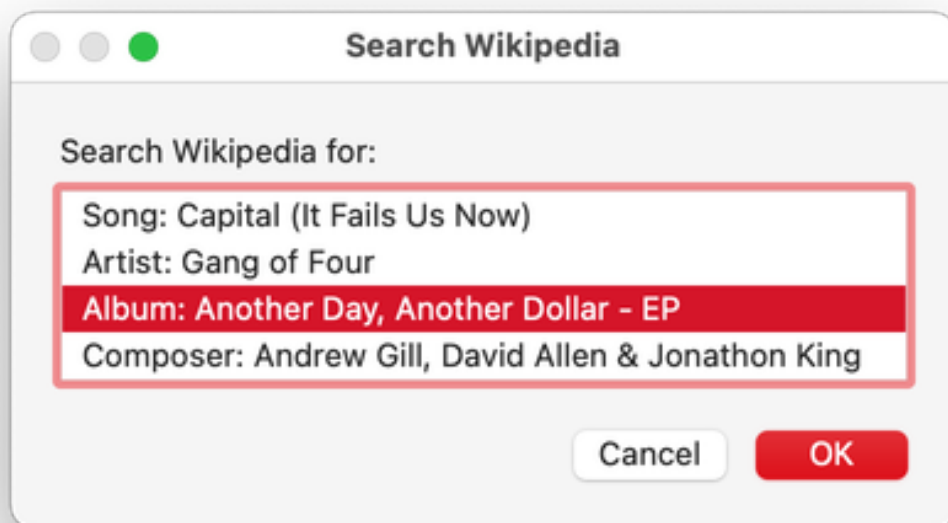 Search Wikipedia
Search Wikipedia for:
Song: Capital (It Fails Us Now)
Artist: Gang of Four
Album: Another Day, Another Dollar - EP
Composer: Andrew Gill, David Allen & Jonathon King
Cancel OK